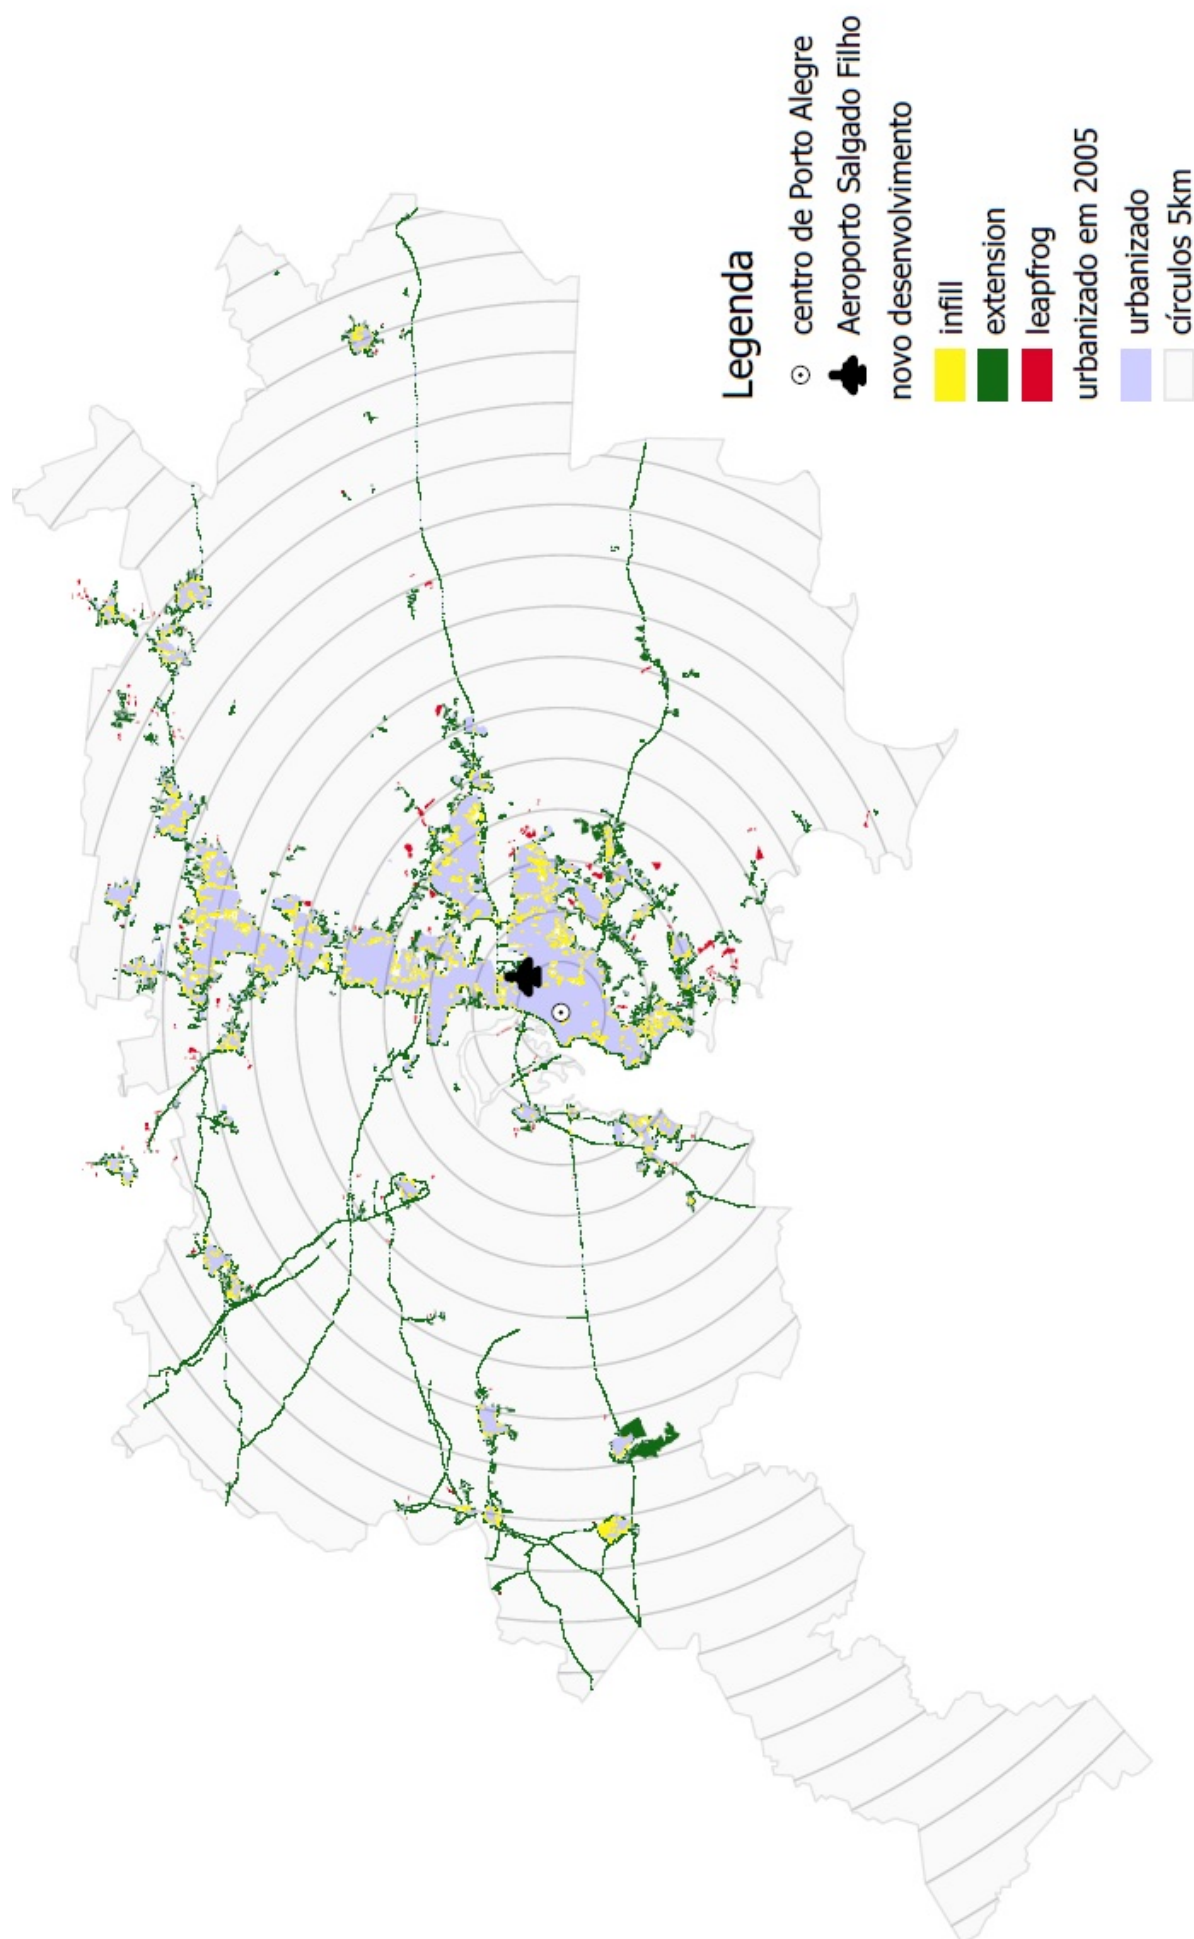 Legenda
centro de Porto Alegre
Aeroporto Salgado Filho
novo desenvolvimento
infill
extension
leapfrog
urbanizado em 2005
urbanizado
círculos 5km